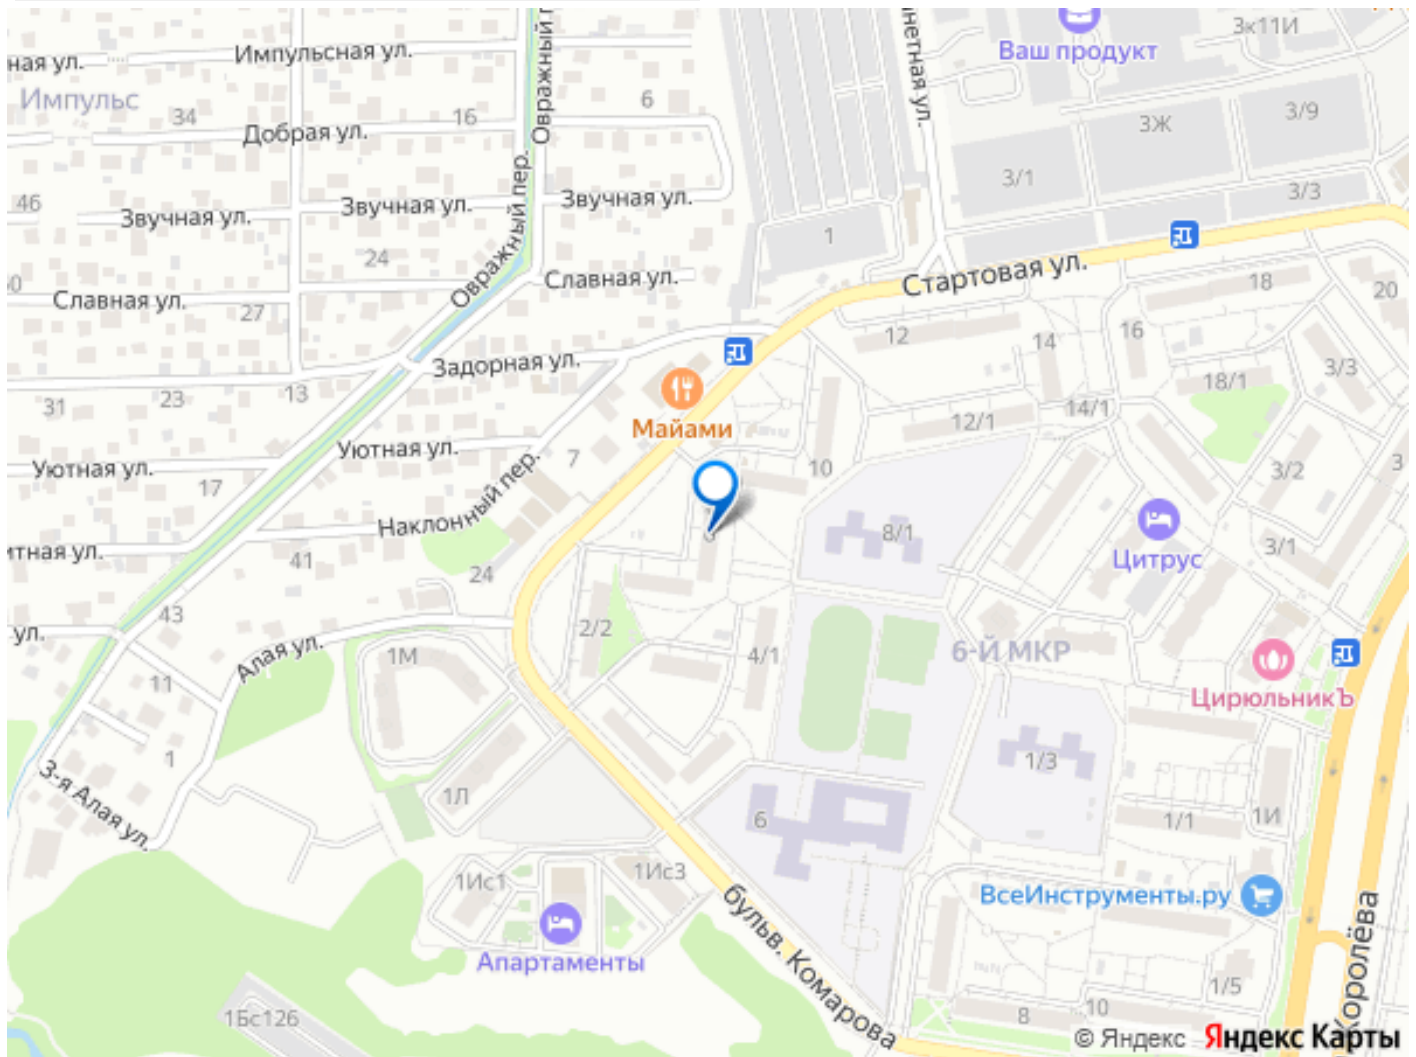 Ваш продукт
3к11И
нетная ул.
Импульсная ул.
ная ул.
Импульс
34
16
6
Добрая ул.
Овражный п
3Ж
3/9
3/1
3/3
46
Звучная ул.
Звучная ул.
Звучная ул.
Овражный пер.
24
1
Славная ул.
Славная ул.
27
Стартовая ул.
18
20
12
14
16
Задорная ул.
3/3
18/1
31
23
13
Майами
12/1
14/1
Уютная ул.
Уютная ул.
7
10
3/2
3
17
Наклонный пер.
8/1
Цитрус
3/1
итная ул.
41
24
43
ул.
Алая ул.
2/2
1М
4/1
6-Й МКР
ЦирюльникЪ
11
1
3-я Алая ул.
1Л
6
1/3
1/1
1И
1Ис1
1Ис3
ВсеИнструменты.ру
бульв. Комарова
Апартаменты
1Бс126
8
10
1/5
Королёва
© Яндекс Яндекс Карты